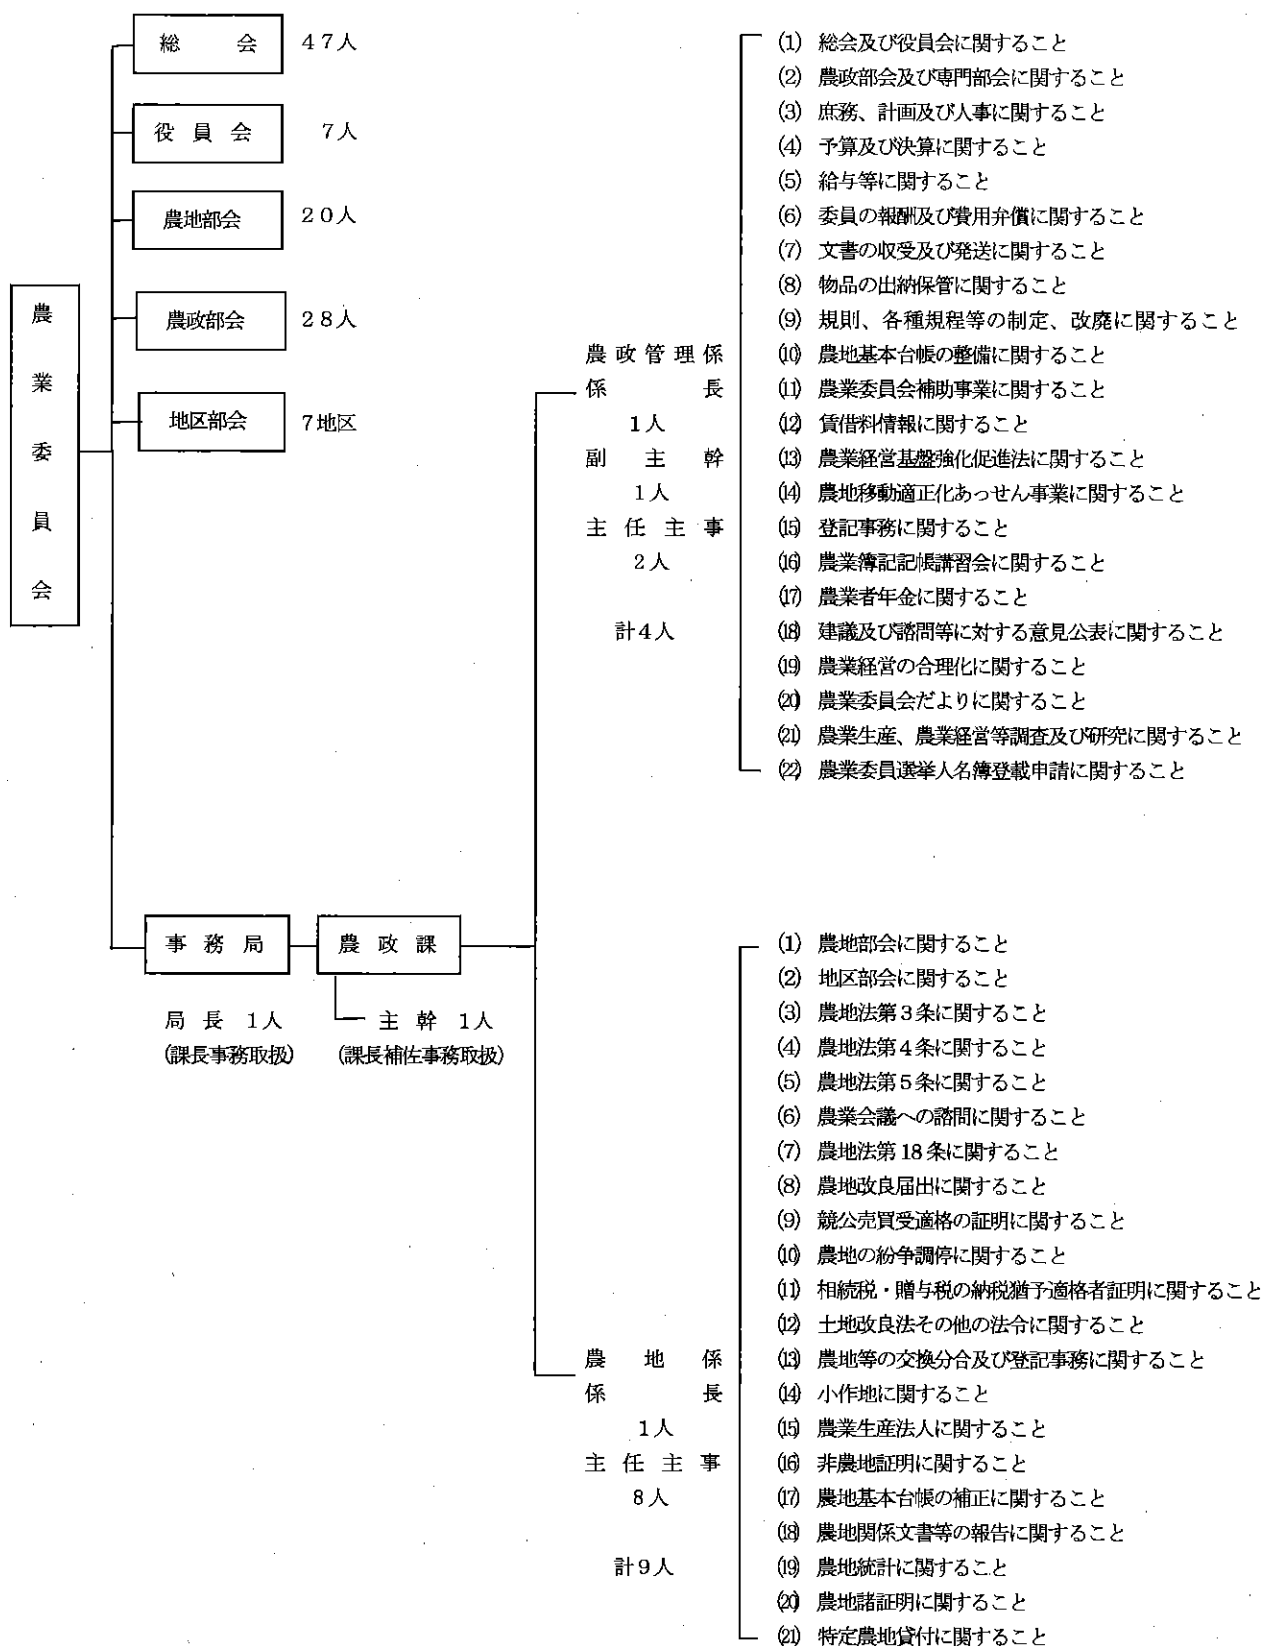 農業委員会
総会 47人
役員会 7人
農地部会 20人
農政部会 28人
地区部会 7地区
事務局
局長 1人
(課長事務取扱)
農政課
主幹 1人
(課長補佐事務取扱)
農政管理係
係長
1人
副主幹
1人
主任主事
2人
計4人
(1) 総会及び役員会に関すること
(2) 農政部会及び専門部会に関すること
(3) 庶務、計画及び人事に関すること
(4) 予算及び決算に関すること
(5) 給与等に関すること
(6) 委員の報酬及び費用弁償に関すること
(7) 文書の収受及び発送に関すること
(8) 物品の出納保管に関すること
(9) 規則、各種規程等の制定、改廃に関すること
(10) 農地基本台帳の整備に関すること
(11) 農業委員会補助事業に関すること
(12) 賃借料情報に関すること
(13) 農業経営基盤強化促進法に関すること
(14) 農地移動適正化あっせん事業に関すること
(15) 登記事務に関すること
(16) 農業簿記記帳講習会に関すること
(17) 農業者年金に関すること
(18) 建議及び諮問等に対する意見公表に関すること
(19) 農業経営の合理化に関すること
(20) 農業委員会だよりに関すること
(21) 農業生産、農業経営等調査及び研究に関すること
(22) 農業委員選挙人名簿登載申請に関すること
農地係
係長
1人
主任主事
8人
計9人
(1) 農地部会に関すること
(2) 地区部会に関すること
(3) 農地法第3条に関すること
(4) 農地法第4条に関すること
(5) 農地法第5条に関すること
(6) 農業会議への諮問に関すること
(7) 農地法第18条に関すること
(8) 農地改良届出に関すること
(9) 競公売買受適格の証明に関すること
(10) 農地の紛争調停に関すること
(11) 相続税・贈与税の納税猶予適格者証明に関すること
(12) 土地改良法その他の法令に関すること
(13) 農地等の交換分合及び登記事務に関すること
(14) 小作地に関すること
(15) 農業生産法人に関すること
(16) 非農地証明に関すること
(17) 農地基本台帳の補正に関すること
(18) 農地関係文書等の報告に関すること
(19) 農地統計に関すること
(20) 農地諸証明に関すること
(21) 特定農地貸付に関すること